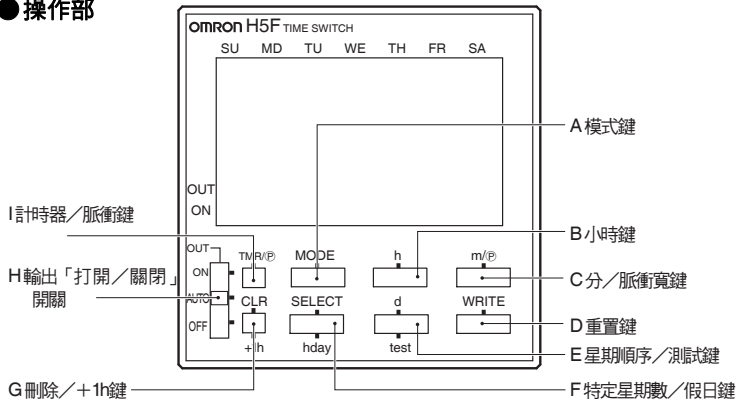 ●操作部
OMRON H5F TIME SWITCH
SU MD TU WE TH FR SA
A模式鍵
OUT
ON
I計時器／脈衝鍵
B小時鍵
OUT
TMR/Ⓟ MODE h m/Ⓟ
H輸出「打開／關閉」
開關
ON
C分／脈衝寬鍵
AUTO
CLR SELECT d WRITE
D重置鍵
OFF
+1h hday test
E星期順序／測試鍵
G刪除／＋1h鍵
F特定星期數／假日鍵